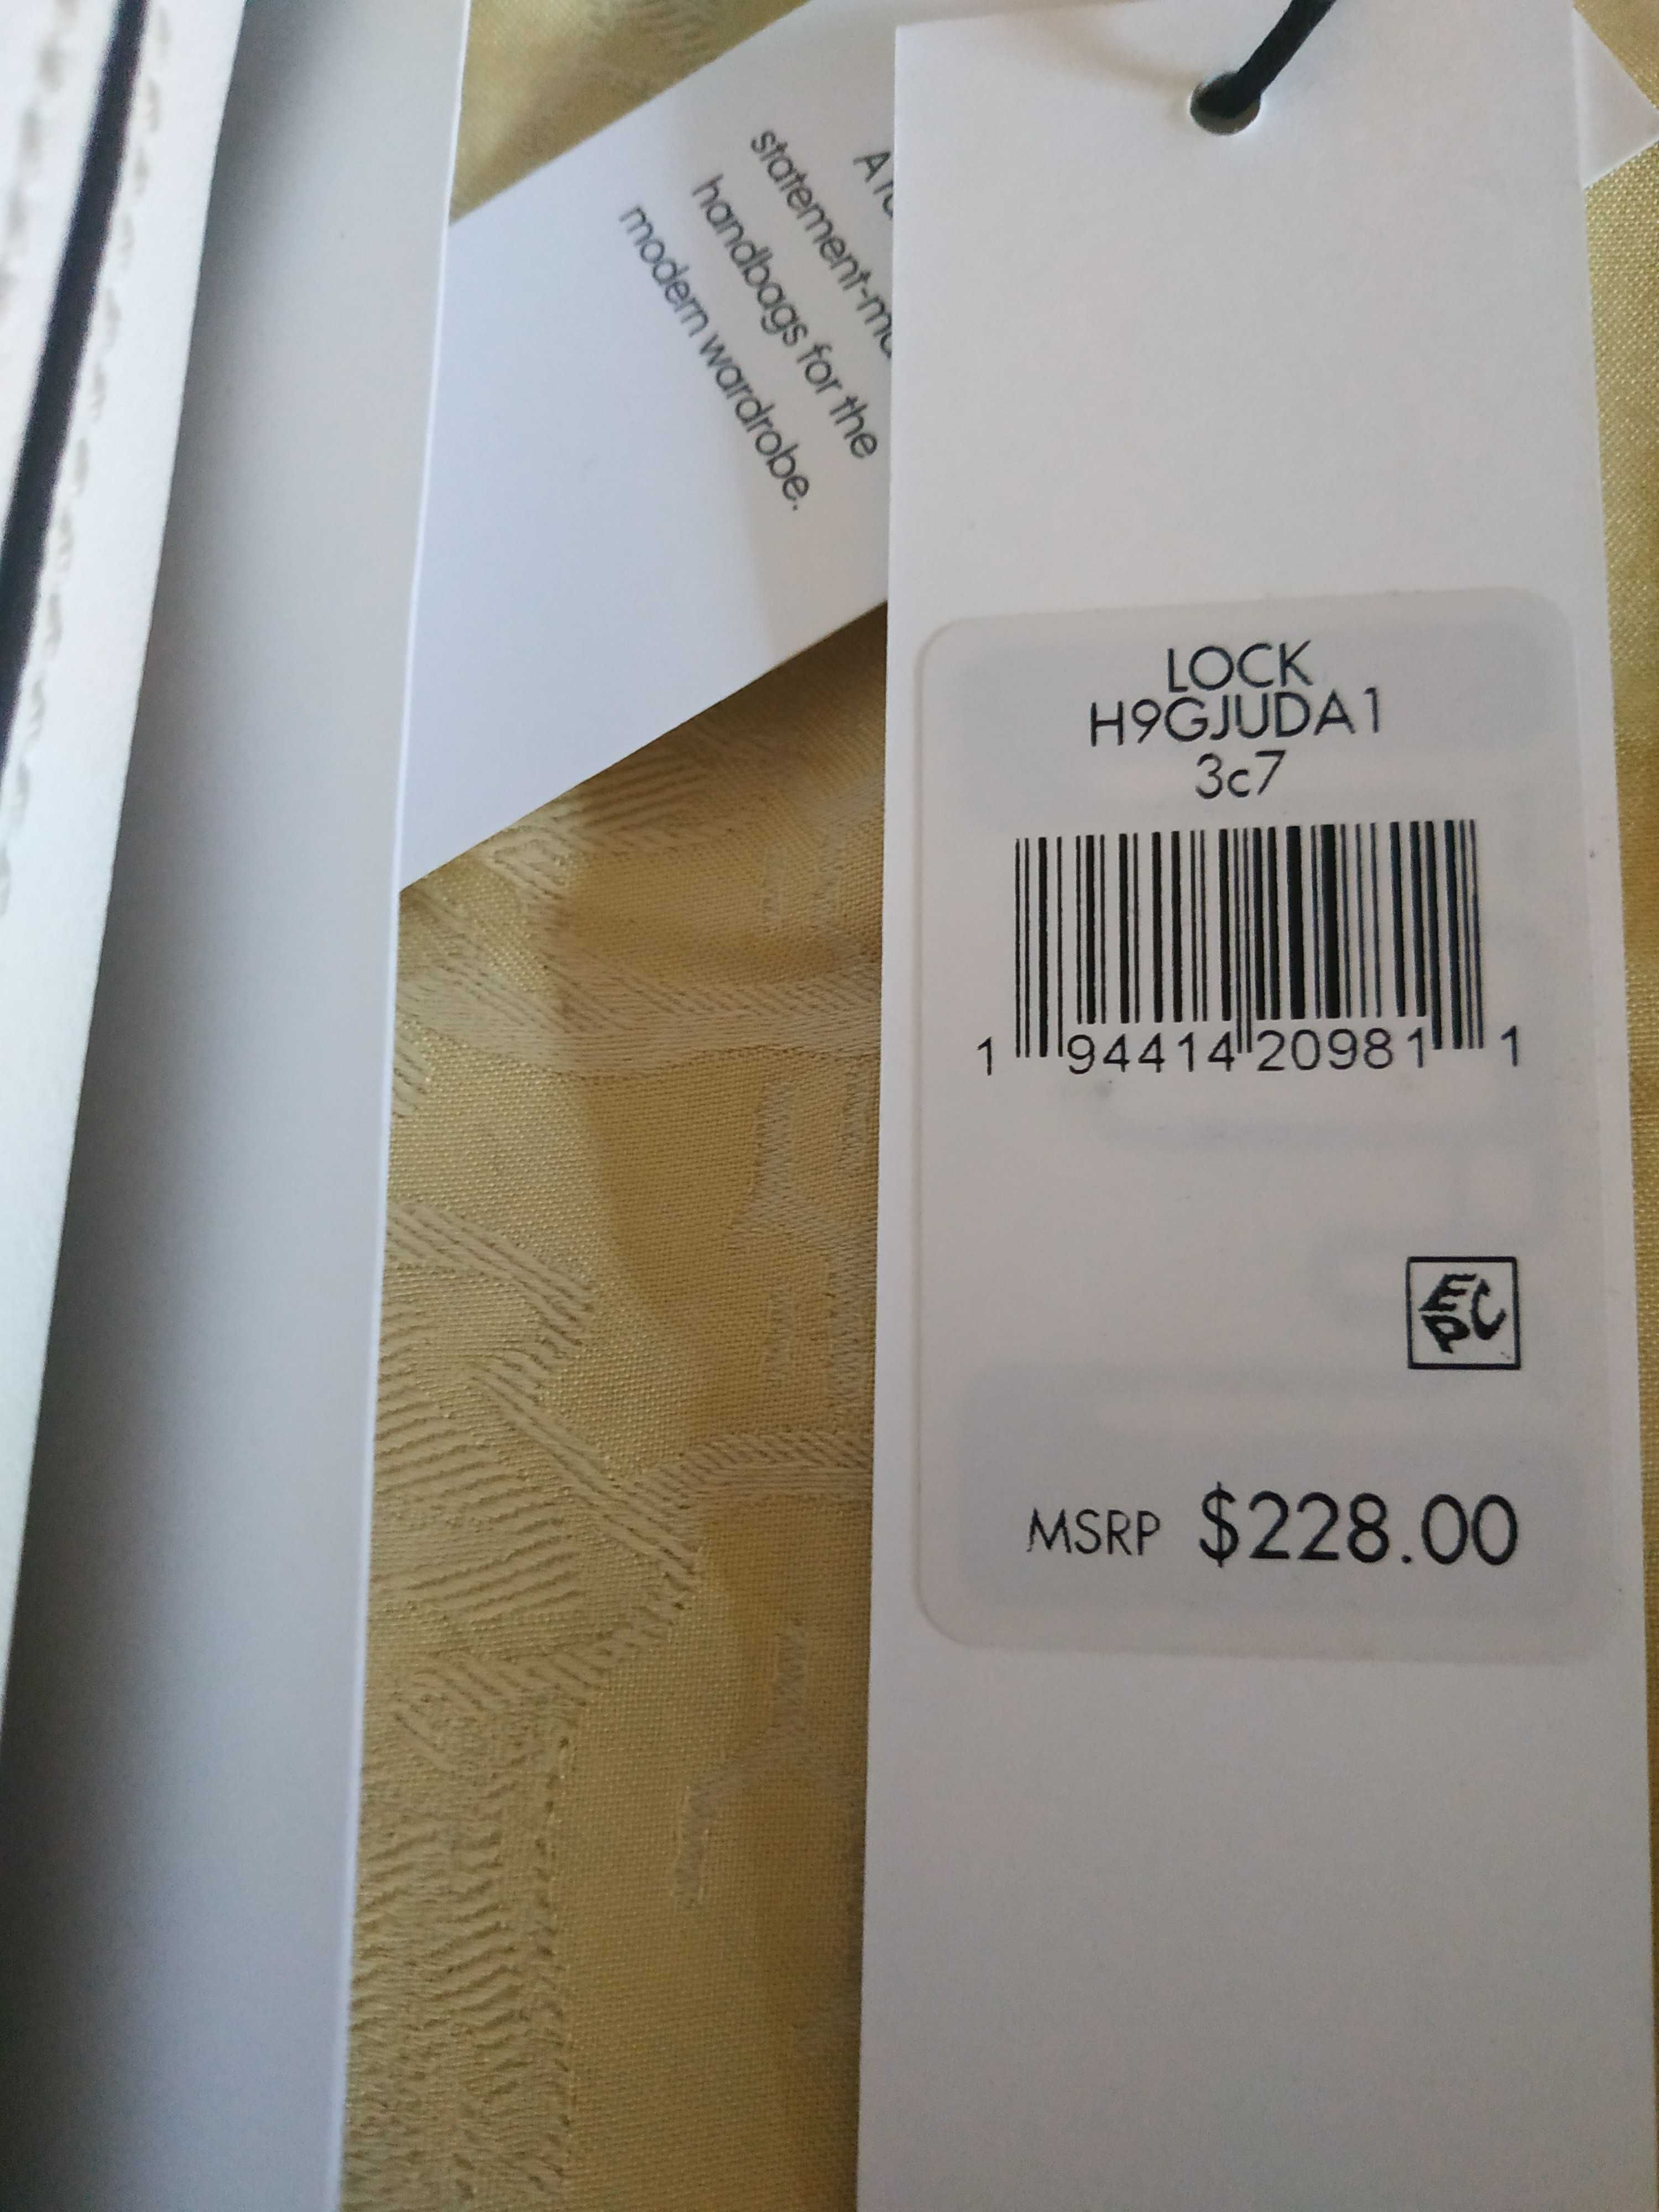 statement-
handbags for the
modern wardrobe.
LOCK
H9GJUDA1
3c7
1 94414 20981 1
EPC
MSRP $228.00